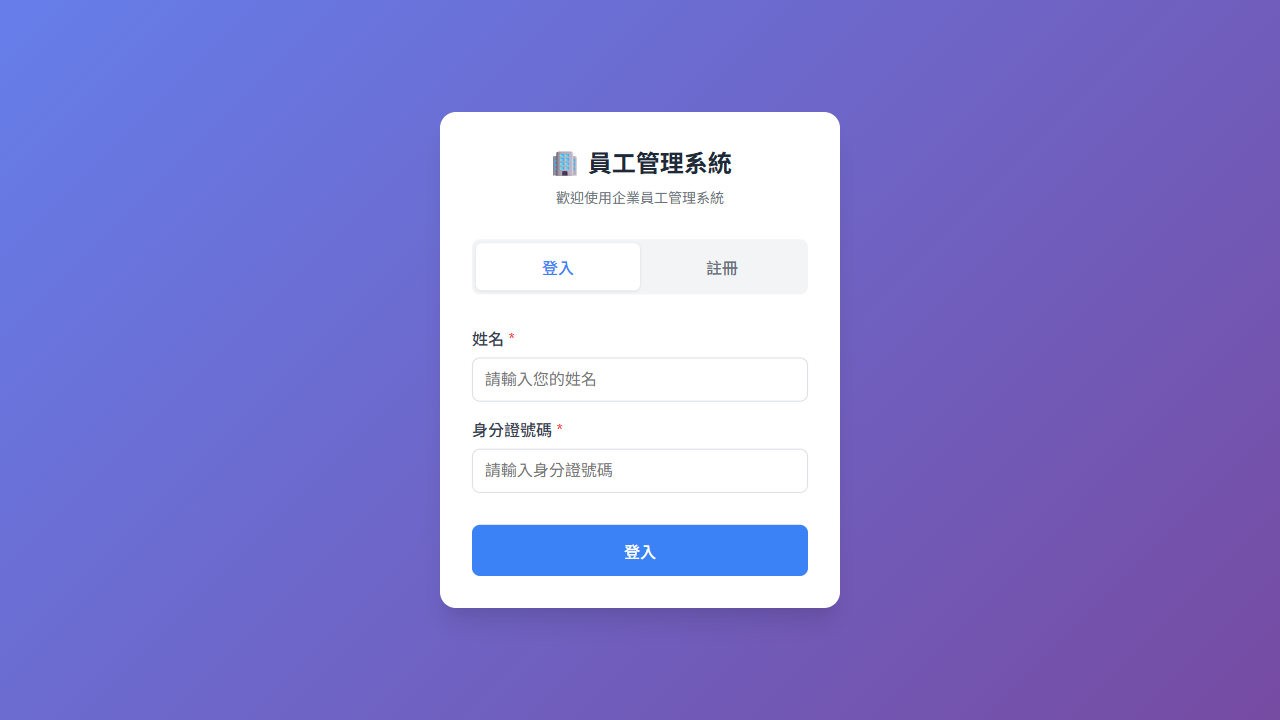 員工管理系統
歡迎使用企業員工管理系統
登入
註冊
姓名 *
請輸入您的姓名
身分證號碼 *
請輸入身分證號碼
登入